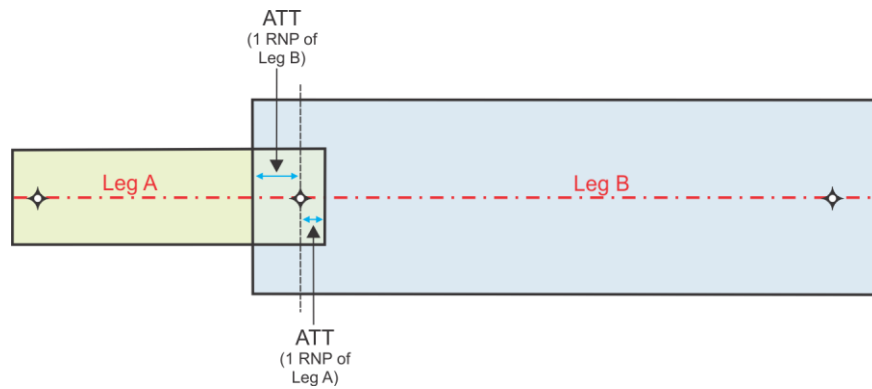 ATT
(1 RNP of
Leg B)
Leg A
Leg B
ATT
(1 RNP of
Leg A)